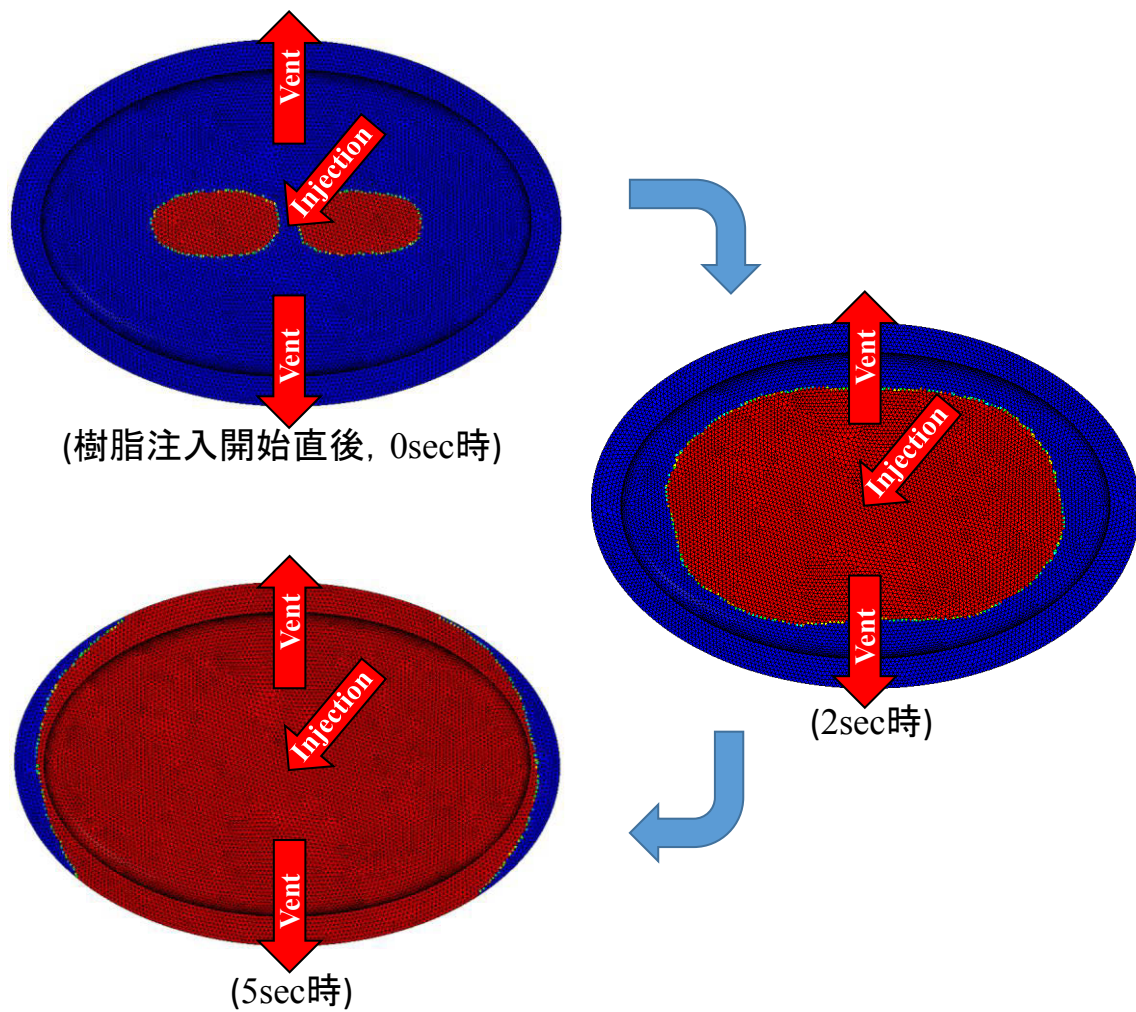 Vent
Injection
Vent
(樹脂注入開始直後, 0sec時)
Vent
Injection
Vent
(2sec時)
Vent
Injection
Vent
(5sec時)